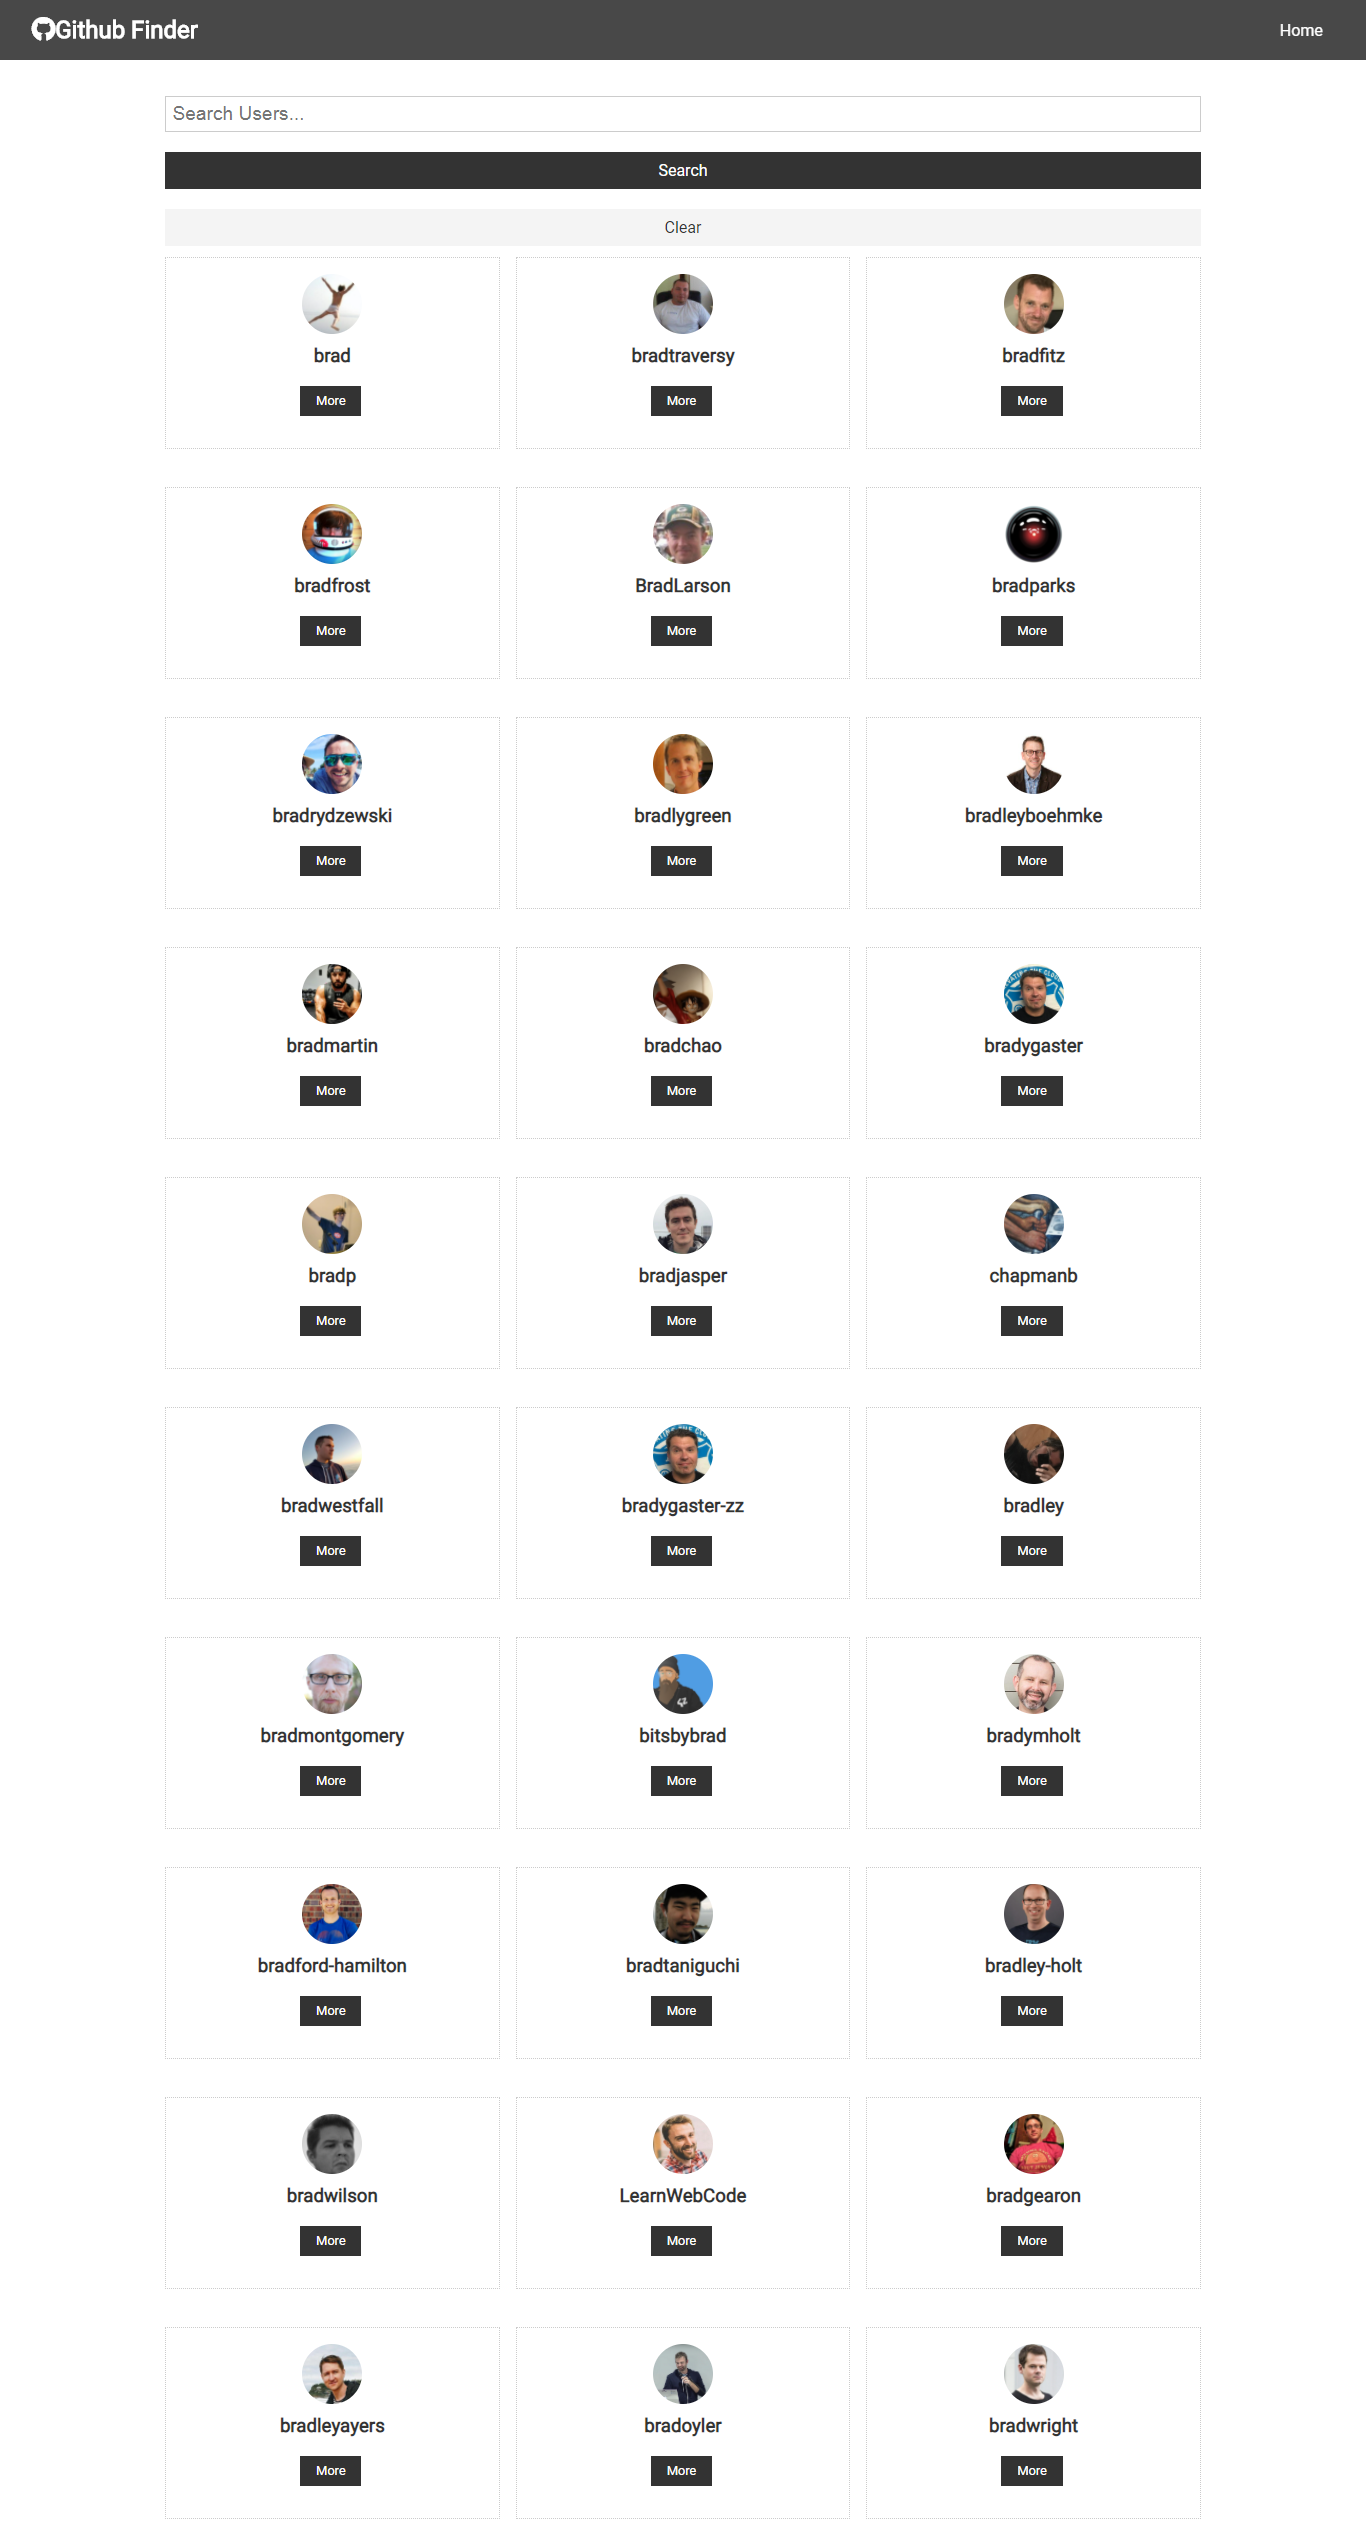 Github Finder
Home
Search Users...
Search
Clear
brad
bradtraversy
bradfitz
More
More
More
bradfrost
BradLarson
bradparks
More
More
More
bradrydzewski
bradlygreen
bradleyboehmke
More
More
More
bradmartin
bradchao
bradygaster
More
More
More
bradp
bradjasper
chapmanb
More
More
More
bradwestfall
bradygaster-zz
bradley
More
More
More
bradmontgomery
bitsbybrad
bradymholt
More
More
More
bradford-hamilton
bradtaniguchi
bradley-holt
More
More
More
bradwilson
LearnWebCode
bradgearon
More
More
More
bradleyayers
bradoyler
bradwright
More
More
More